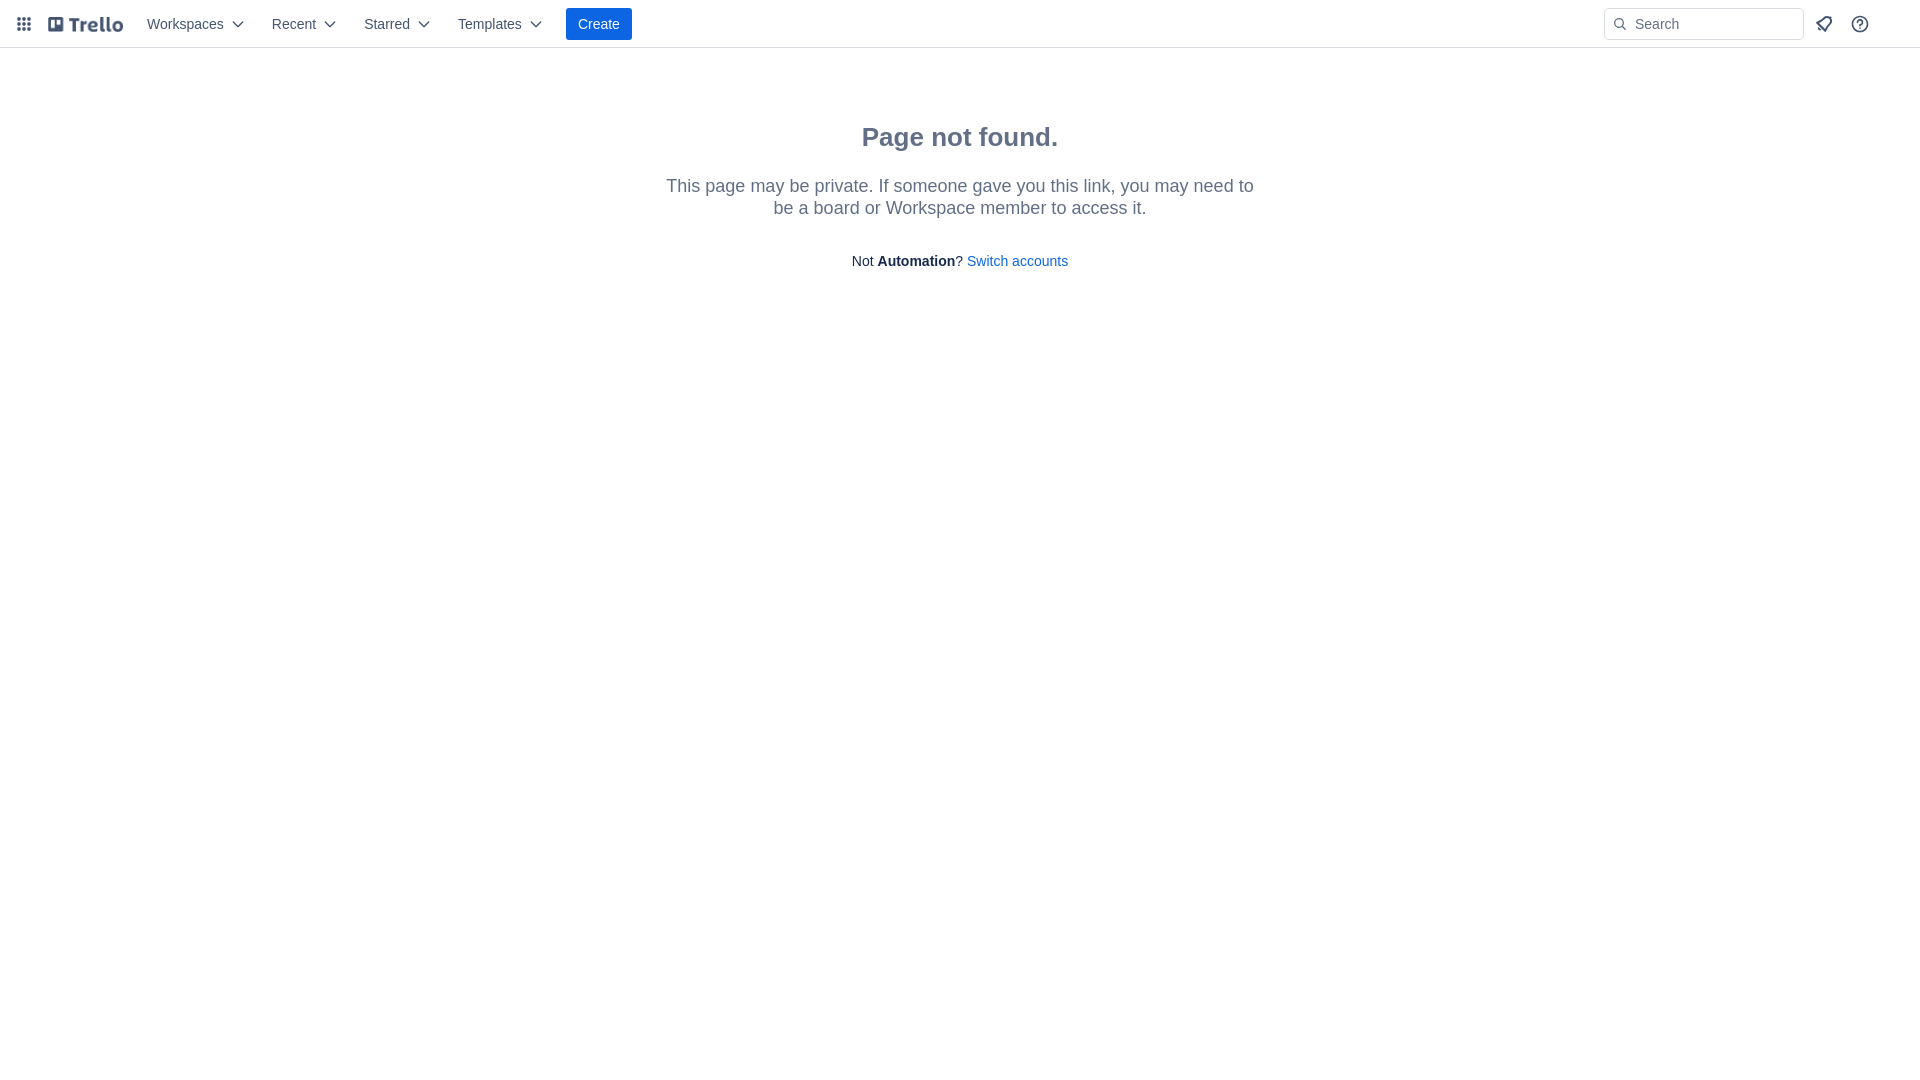 Trello Workspaces Recent Starred Templates Create Search
Page not found.
This page may be private. If someone gave you this link, you may need to
be a board or Workspace member to access it.
Not Automation? Switch accounts